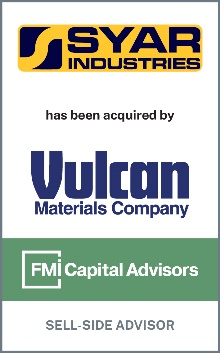 SYAR
INDUSTRIES
has been acquired by
Vulcan
Materials Company
FMI Capital Advisors
SELL-SIDE ADVISOR